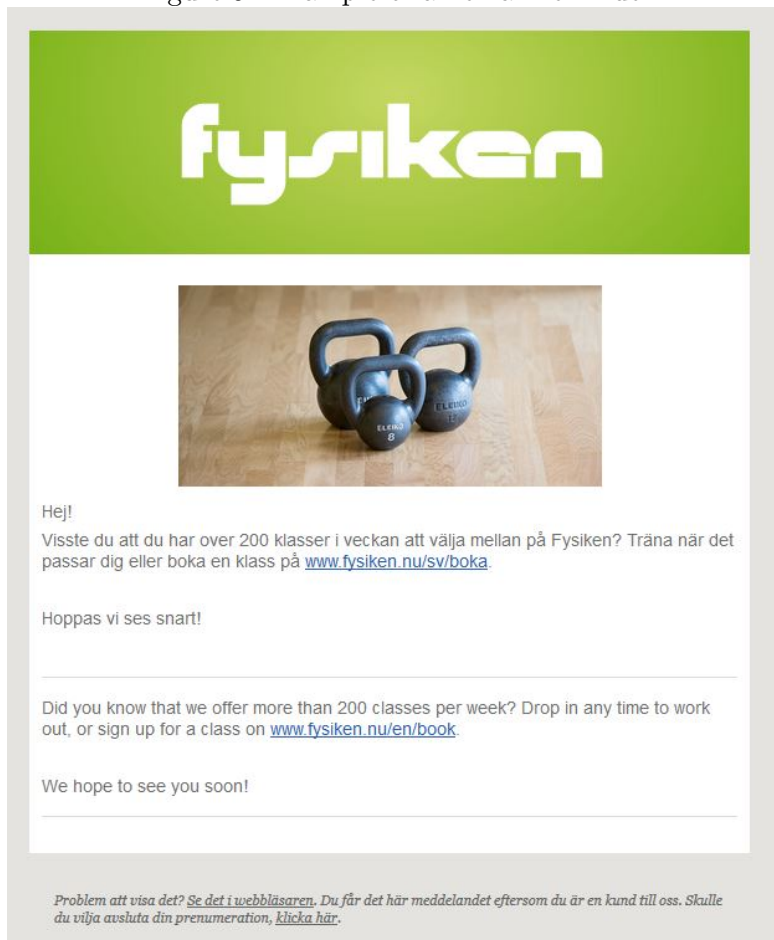 fysiken
ELEIKO
ELEIKO
8
Hej!
Visste du att du har over 200 klasser i veckan att välja mellan på Fysiken? Träna när det
passar dig eller boka en klass på www.fysiken.nu/sv/boka.
Hoppas vi ses snart!
Did you know that we offer more than 200 classes per week? Drop in any time to work
out, or sign up for a class on www.fysiken.nu/en/book.
We hope to see you soon!
Problem att visa det? Se det i webbläsaren. Du får det här meddelandet eftersom du är en kund till oss. Skulle
du vilja avsluta din prenumeration, klicka här.